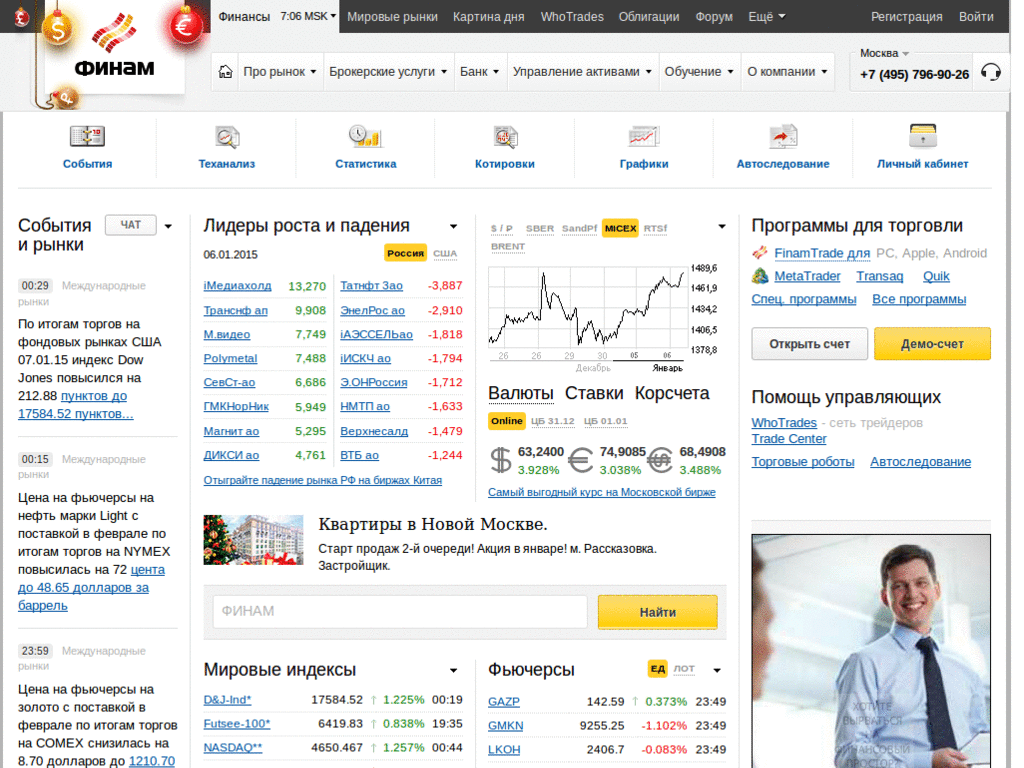 Финансы 7:06 MSK Мировые рынки Картина дня WhoTrades Облигации Форум Ещё Регистрация Войти
ФИНАМ
Про рынок Брокерские услуги Банк Управление активами Обучение О компании
Москва
+7 (495) 796-90-26
События Теханализ Статистика Котировки Графики Автоследование Личный кабинет
События
и рынки
ЧАТ
00:29 Международные
рынки
По итогам торгов на
фондовых рынках США
07.01.15 индекс Dow
Jones повысился на
212.88 пунктов до
17584.52 пунктов...
00:15 Международные
рынки
Цена на фьючерсы на
нефть марки Light с
поставкой в феврале по
итогам торгов на NYMEX
повысилась на 72 цента
до 48.65 долларов за
баррель
23:59 Международные
рынки
Цена на фьючерсы на
золото с поставкой в
феврале по итогам торгов
на COMEX снизилась на
8.70 долларов до 1210.70
Лидеры роста и падения
06.01.2015 Россия США
iМедиахолд 13,270 Татнфт 3ао -3,887
Транснф ап 9,908 ЭнелРос ао -2,910
М.видео 7,749 iАЭССЕЛЬао -1,818
Polymetal 7,488 iИСКЧ ао -1,794
СевСт-ао 6,686 Э.ОНРоссия -1,712
ГМКНорНик 5,949 НМТП ао -1,633
Магнит ао 5,295 Верхнесалд -1,479
ДИКСИ ао 4,761 ВТБ ао -1,244
Отыграйте падение рынка РФ на биржах Китая
$ / Р SBER SandPf MICEX RTSf
BRENT
1489,6
1461,9
1434,2
1406,5
1378,8
26 26 29 30 05 06
Декабрь Январь
Валюты Ставки Корсчета
Online ЦБ 31.12 ЦБ 01.01
$ 63,2400 € 74,9085 68,4908
3.928% 3.038% 3.488%
Самый выгодный курс на Московской бирже
Квартиры в Новой Москве.
Старт продаж 2-й очереди! Акция в январе! м. Рассказовка.
Застройщик.
ФИНАМ Найти
Мировые индексы
D&J-Ind* 17584.52 ↑ 1.225% 00:19
Futsee-100* 6419.83 ↑ 0.838% 19:35
NASDAQ** 4650.467 ↑ 1.257% 00:44
Фьючерсы ЕД ЛОТ
GAZP 142.59 ↑ 0.373% 23:49
GMKN 9255.25 -1.102% 23:49
LKOH 2406.7 -0.083% 23:49
Программы для торговли
FinamTrade для PC, Apple, Android
MetaTrader Transaq Quik
Спец. программы Все программы
Открыть счет Демо-счет
Помощь управляющих
WhoTrades - сеть трейдеров
Trade Center
Торговые роботы Автоследование
ХОТИТЕ
ВЫРВАТЬСЯ
ФИНАНСОВЫЙ
ПРОСТОР